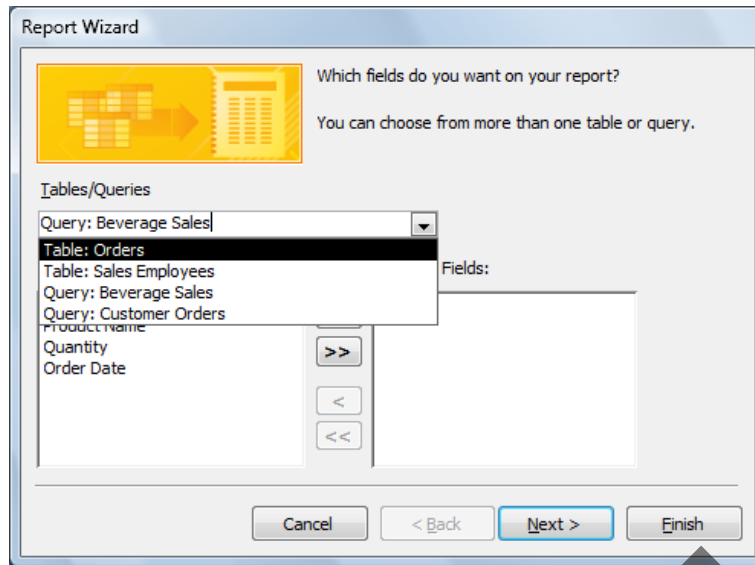 Report Wizard
Which fields do you want on your report?
You can choose from more than one table or query.
Tables/Queries
Query: Beverage Sales
Table: Orders
Table: Sales Employees
Query: Beverage Sales
Query: Customer Orders
Fields:
Product Name
Quantity
Order Date
>>
<
<<
Cancel
< Back
Next >
Finish